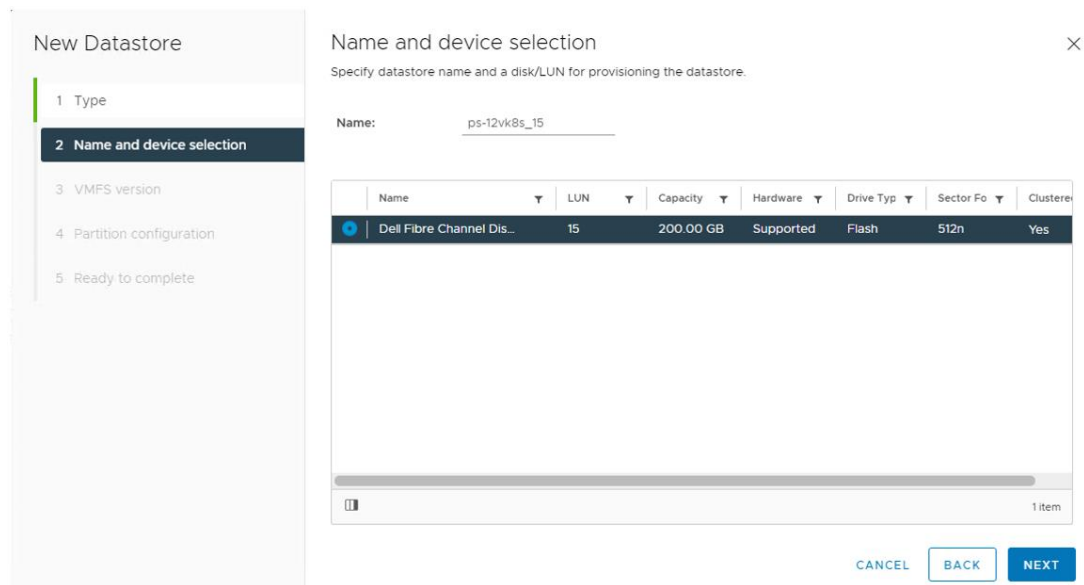 New Datastore
1 Type
2 Name and device selection
3 VMFS version
4 Partition configuration
5 Ready to complete
Name and device selection
Specify datastore name and a disk/LUN for provisioning the datastore.
Name: ps-12vk8s_15
Name LUN Capacity Hardware Drive Typ Sector Fo Clustere
Dell Fibre Channel Dis... 15 200.00 GB Supported Flash 512n Yes
1 item
CANCEL BACK NEXT